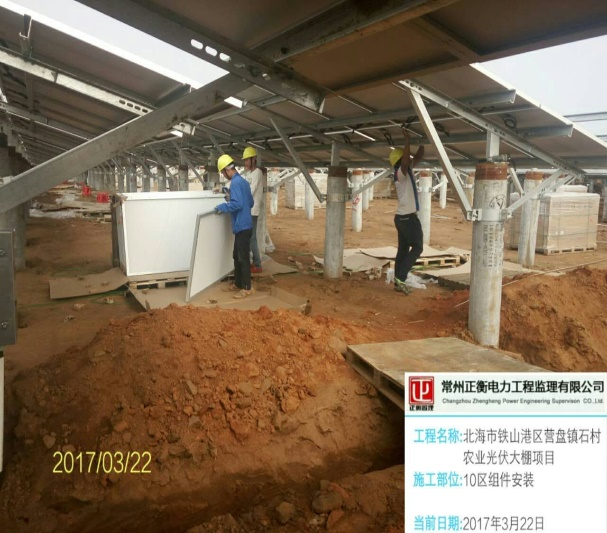 2017/03/22
正衡监理
常州正衡电力工程监理有限公司
Changzhou Zhengheng Power Engineering Supervison CO.,Ltd.
工程名称:北海市铁山港区营盘镇石村
农业光伏大棚项目
施工部位:10区组件安装
当前日期:2017年3月22日